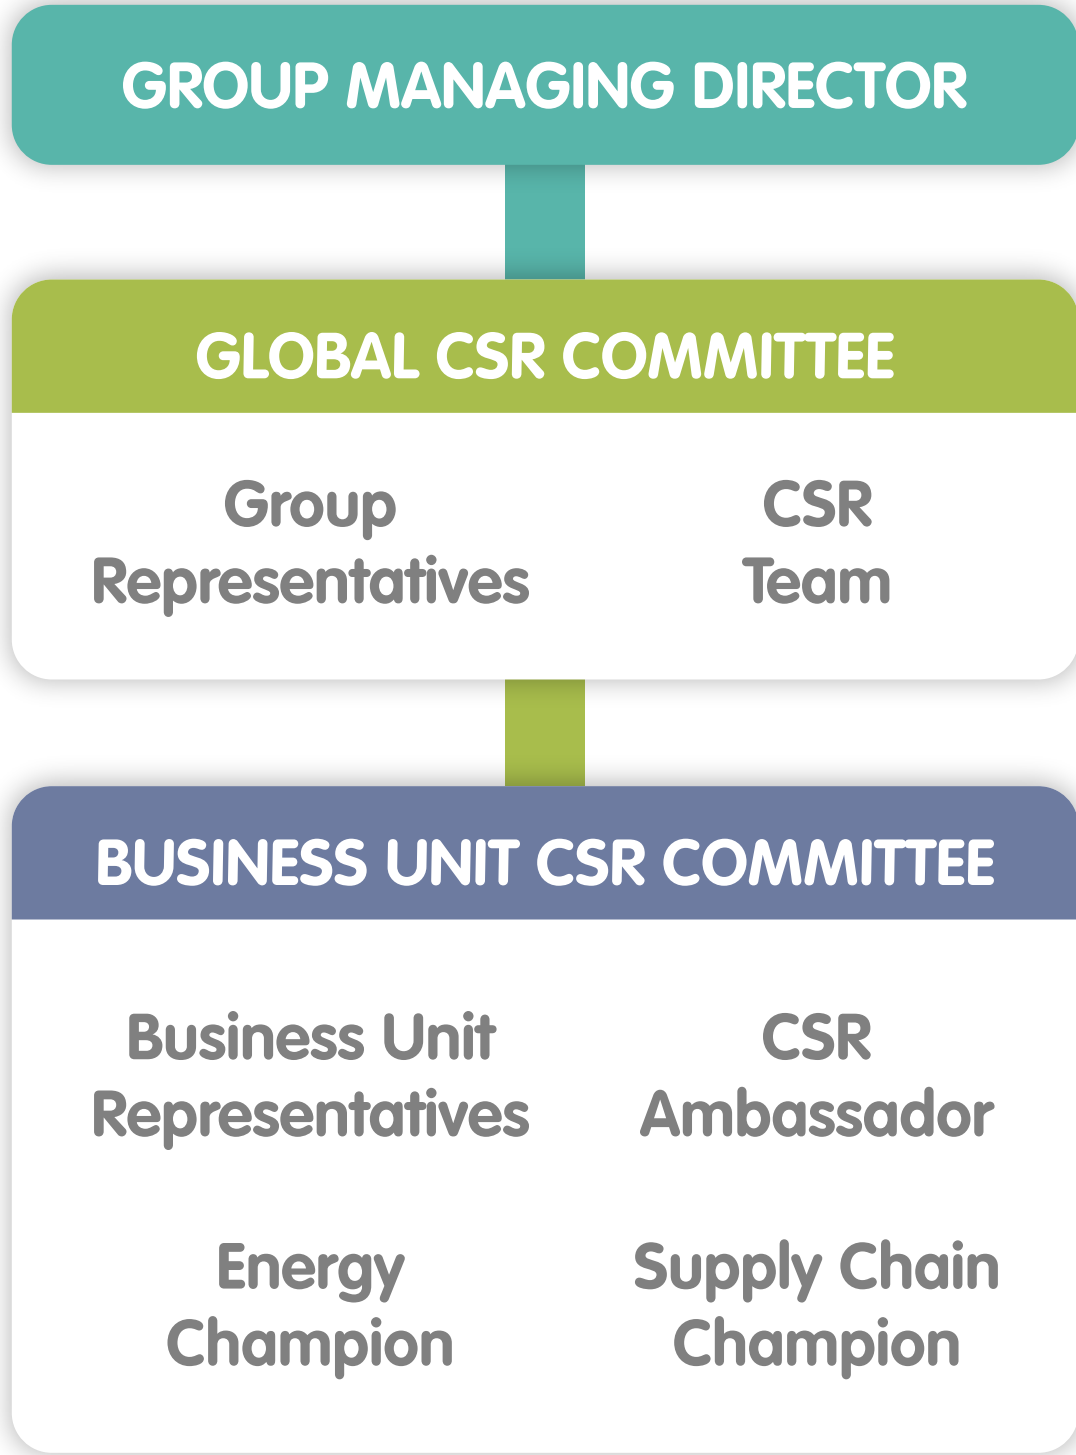 GROUP MANAGING DIRECTOR
GLOBAL CSR COMMITTEE
Group
Representatives
CSR
Team
BUSINESS UNIT CSR COMMITTEE
Business Unit
Representatives
CSR
Ambassador
Energy
Champion
Supply Chain
Champion